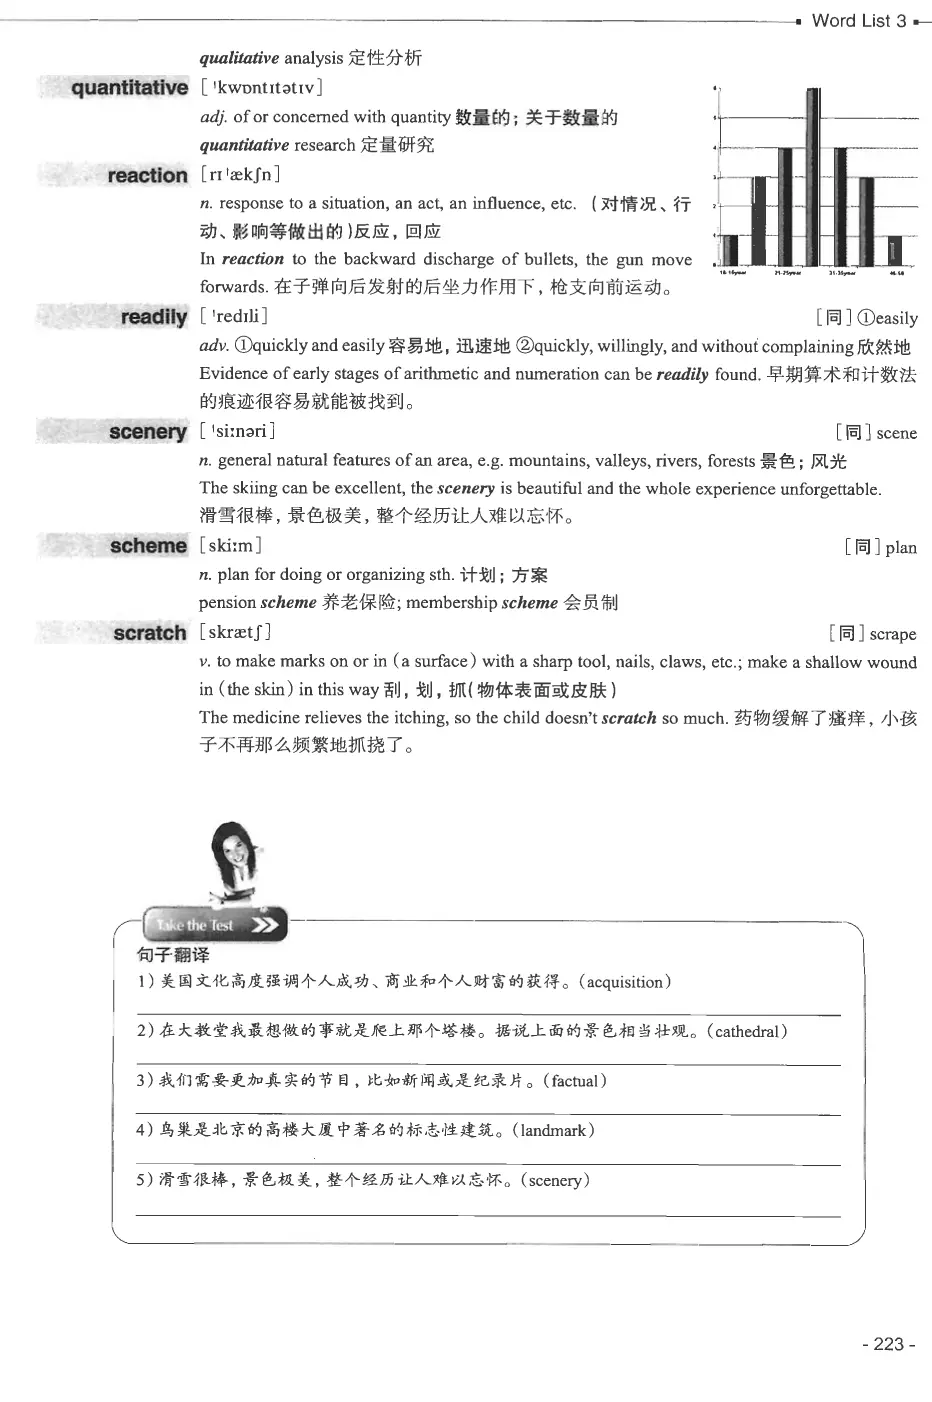 Word List 3
qualitative analysis 定性分析
quantitative [ˈkwɒntɪtətɪv]
adj. of or concerned with quantity 数量的；关于数量的
quantitative research 定量研究
reaction [rɪˈækʃn]
n. response to a situation, an act, an influence, etc.（对情况、行
动、影响等做出的)反应，回应
In reaction to the backward discharge of bullets, the gun move
forwards. 在子弹向后发射的后坐力作用下，枪支向前运动。
readily [ˈredɪli] [同] ①easily
adv. ①quickly and easily 容易地，迅速地 ②quickly, willingly, and without complaining 欣然地
Evidence of early stages of arithmetic and numeration can be readily found. 早期算术和计数法
的痕迹很容易就能被找到。
scenery [ˈsiːnəri] [同] scene
n. general natural features of an area, e.g. mountains, valleys, rivers, forests 景色；风光
The skiing can be excellent, the scenery is beautiful and the whole experience unforgettable.
滑雪很棒，景色极美，整个经历让人难以忘怀。
scheme [skiːm] [同] plan
n. plan for doing or organizing sth. 计划；方案
pension scheme 养老保险; membership scheme 会员制
scratch [skrætʃ] [同] scrape
v. to make marks on or in (a surface) with a sharp tool, nails, claws, etc.; make a shallow wound
in (the skin) in this way 刮，划，抓(物体表面或皮肤)
The medicine relieves the itching, so the child doesn't scratch so much. 药物缓解了瘙痒，小孩
子不再那么频繁地抓挠了。
6
5
4
3
2
1
0
16-18year 21-25year 31-35year
Take the Test
句子翻译
1) 美国文化高度强调个人成功、商业和个人财富的获得。(acquisition)
2) 在大教堂我最想做的事就是爬上那个塔楼。据说上面的景色相当壮观。(cathedral)
3) 我们需要更加真实的节目，比如新闻或是纪录片。(factual)
4) 鸟巢是北京的高楼大厦中著名的标志性建筑。(landmark)
5) 滑雪很棒，景色极美，整个经历让人难以忘怀。(scenery)
- 223 -